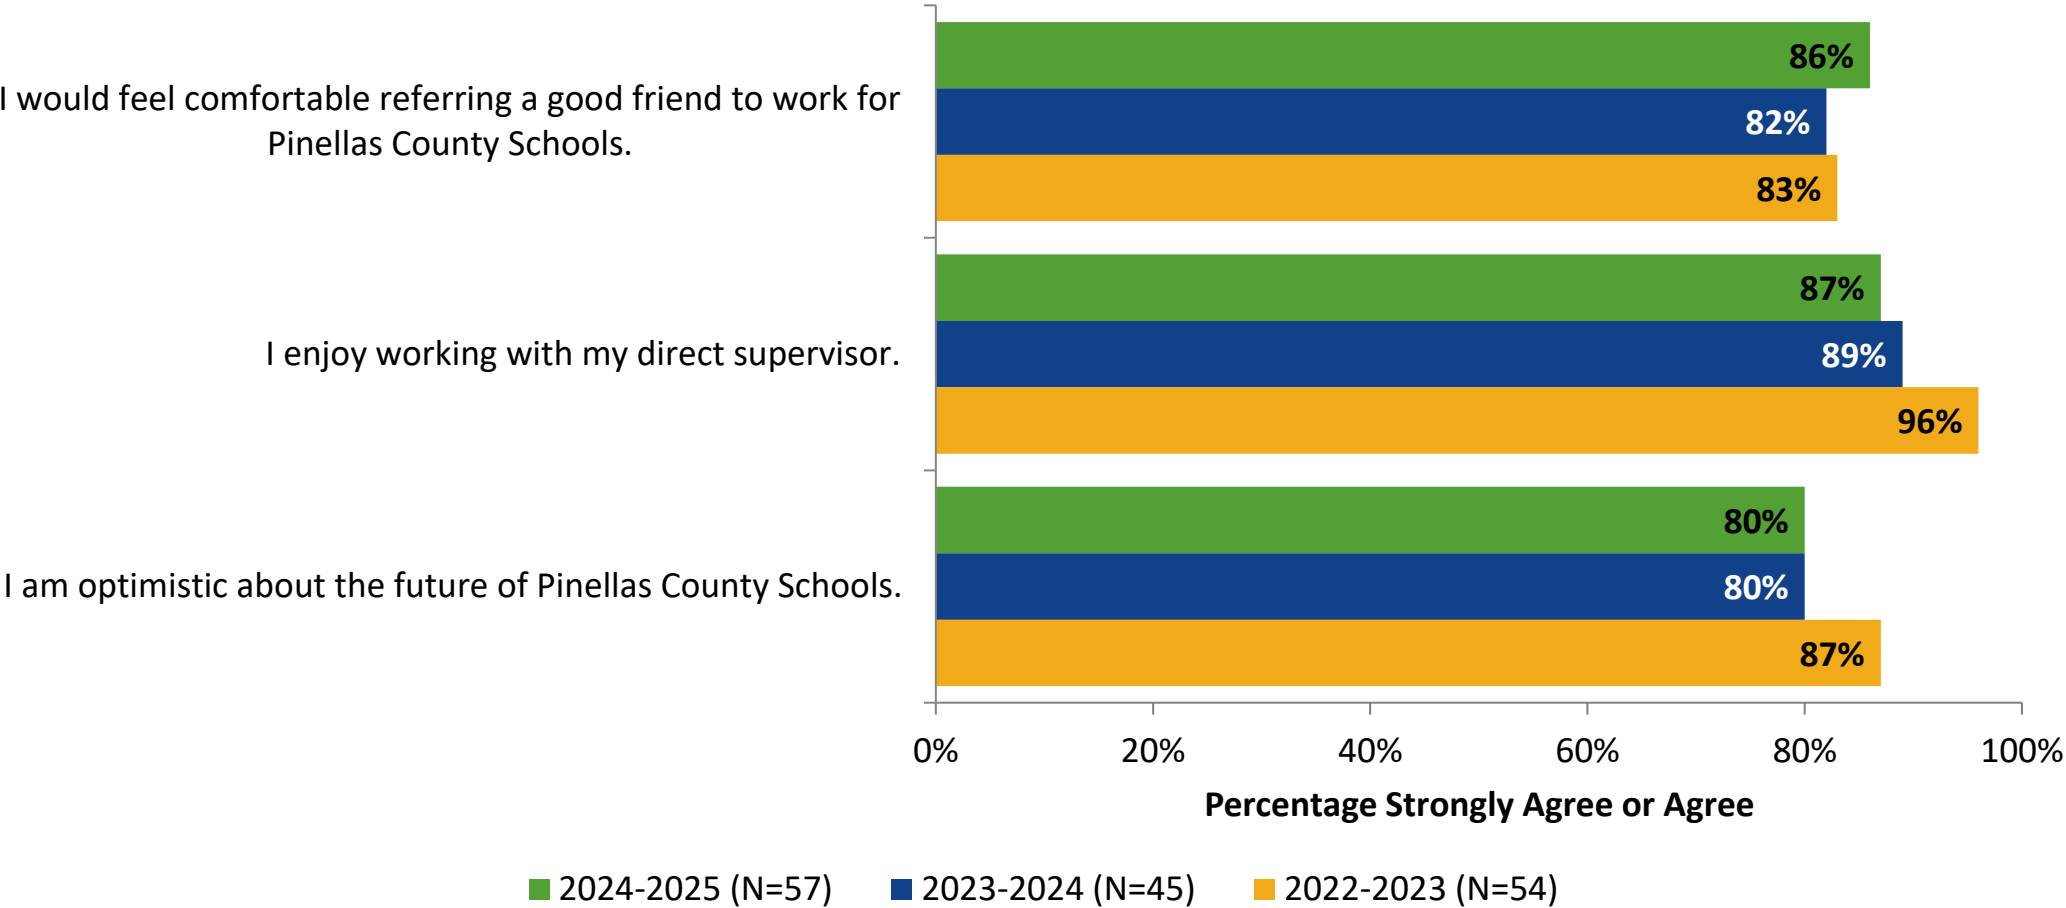 86%
I would feel comfortable referring a good friend to work for
Pinellas County Schools.
82%
83%
87%
I enjoy working with my direct supervisor.
89%
96%
80%
I am optimistic about the future of Pinellas County Schools.
80%
87%
0% 20% 40% 60% 80% 100%
Percentage Strongly Agree or Agree
2024-2025 (N=57) 2023-2024 (N=45) 2022-2023 (N=54)